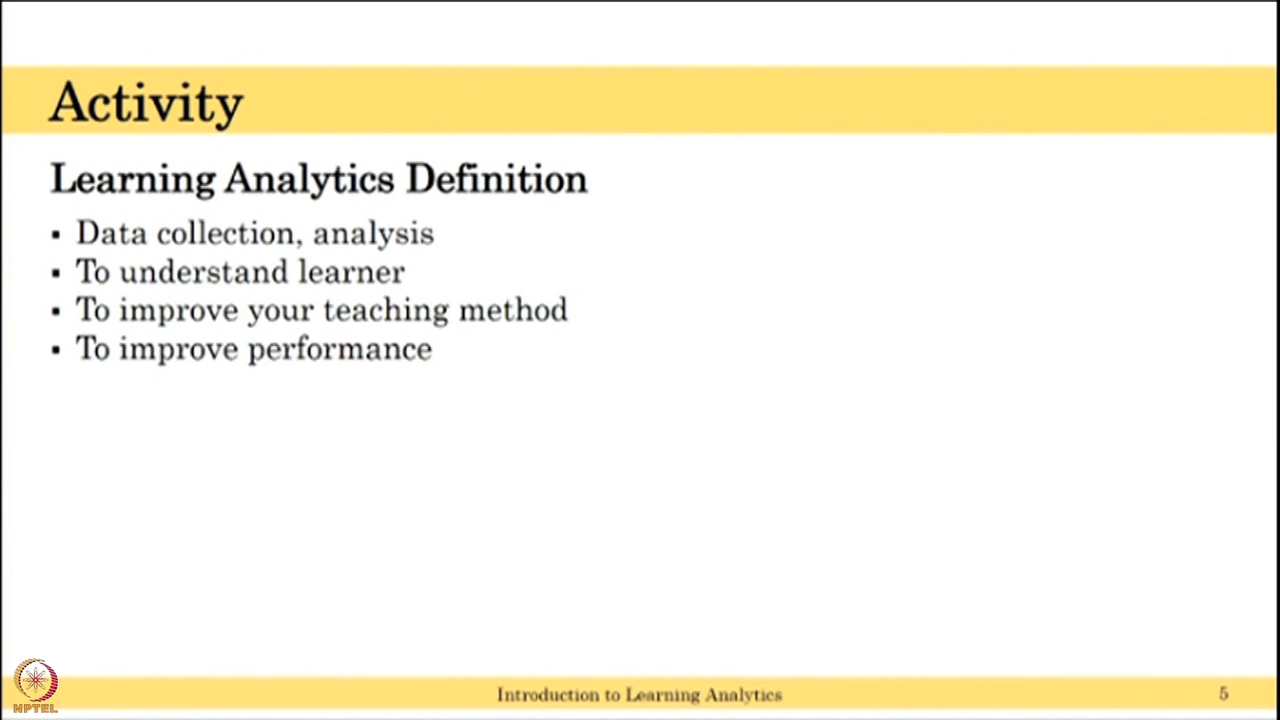 Activity
Learning Analytics Definition
▪ Data collection, analysis
▪ To understand learner
▪ To improve your teaching method
▪ To improve performance
NPTEL
Introduction to Learning Analytics
5